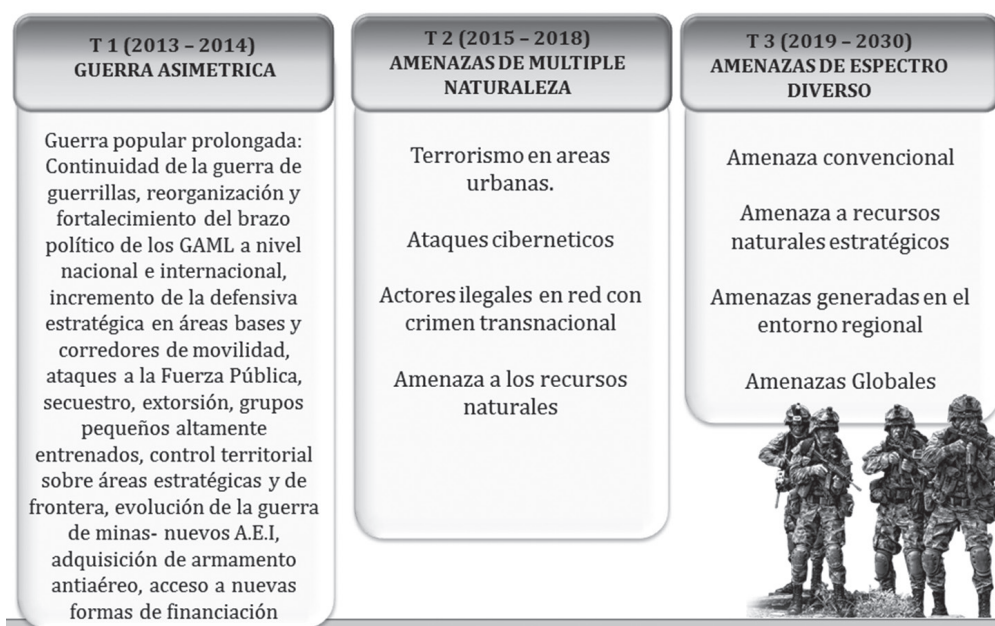 T 1 (2013 – 2014)
GUERRA ASIMETRICA
Guerra popular prolongada:
Continuidad de la guerra de
guerrillas, reorganización y
fortalecimiento del brazo
político de los GAML a nivel
nacional e internacional,
incremento de la defensiva
estratégica en áreas bases y
corredores de movilidad,
ataques a la Fuerza Pública,
secuestro, extorsión, grupos
pequeños altamente
entrenados, control territorial
sobre áreas estratégicas y de
frontera, evolución de la guerra
de minas- nuevos A.E.I,
adquisición de armamento
antiaéreo, acceso a nuevas
formas de financiación
T 2 (2015 – 2018)
AMENAZAS DE MULTIPLE
NATURALEZA
Terrorismo en areas
urbanas.
Ataques ciberneticos
Actores ilegales en red con
crimen transnacional
Amenaza a los recursos
naturales
T 3 (2019 – 2030)
AMENAZAS DE ESPECTRO
DIVERSO
Amenaza convencional
Amenaza a recursos
naturales estratégicos
Amenazas generadas en el
entorno regional
Amenazas Globales